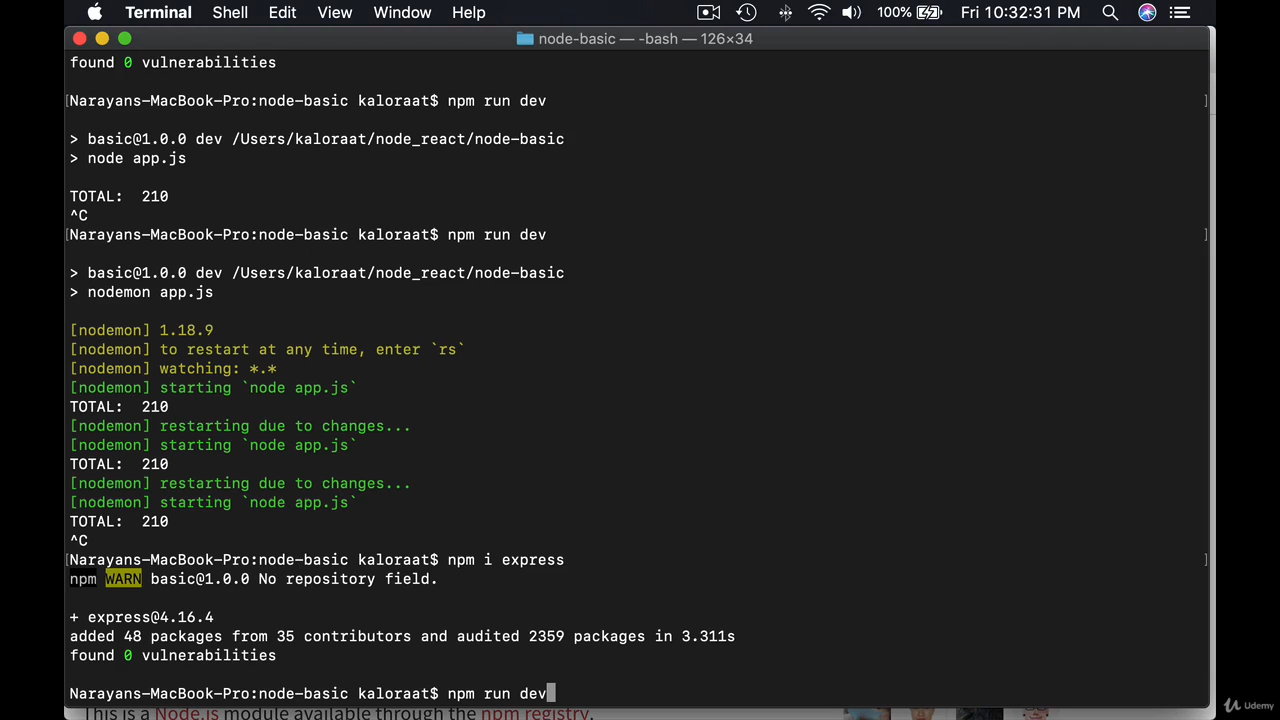 Terminal Shell Edit View Window Help 100% Fri 10:32:31 PM
node-basic — -bash — 126×34
found 0 vulnerabilities
[Narayans-MacBook-Pro:node-basic kaloraat$ npm run dev ]
> basic@1.0.0 dev /Users/kaloraat/node_react/node-basic
> node app.js
TOTAL:  210
^C
[Narayans-MacBook-Pro:node-basic kaloraat$ npm run dev ]
> basic@1.0.0 dev /Users/kaloraat/node_react/node-basic
> nodemon app.js
[nodemon] 1.18.9
[nodemon] to restart at any time, enter `rs`
[nodemon] watching: *.*
[nodemon] starting `node app.js`
TOTAL:  210
[nodemon] restarting due to changes...
[nodemon] starting `node app.js`
TOTAL:  210
[nodemon] restarting due to changes...
[nodemon] starting `node app.js`
TOTAL:  210
^C
[Narayans-MacBook-Pro:node-basic kaloraat$ npm i express ]
npm WARN basic@1.0.0 No repository field.
+ express@4.16.4
added 48 packages from 35 contributors and audited 2359 packages in 3.311s
found 0 vulnerabilities
Narayans-MacBook-Pro:node-basic kaloraat$ npm run dev
This is a Node.js module available through the npm registry.
Udemy